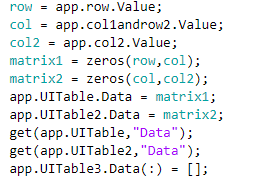 row = app.row.Value;
col = app.col1androw2.Value;
col2 = app.col2.Value;
matrix1 = zeros(row,col);
matrix2 = zeros(col,col2);
app.UITable.Data = matrix1;
app.UITable2.Data = matrix2;
get(app.UITable,"Data");
get(app.UITable2,"Data");
app.UITable3.Data(:) = [];